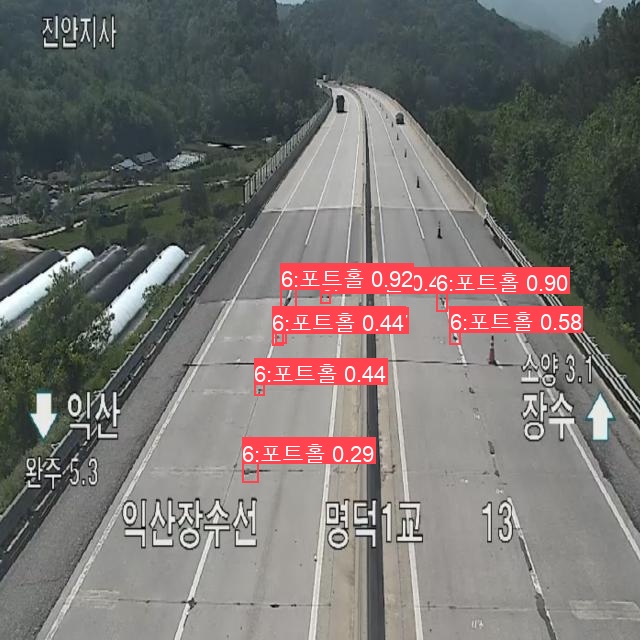 진안지사
6:포트홀 0.92
0.4
6:포트홀 0.90
6:포트홀 0.44
6:포트홀 0.58
6:포트홀 0.44
소양 3.1
익산
장수
6:포트홀 0.29
완주 5.3
익산장수선 명덕1교 13